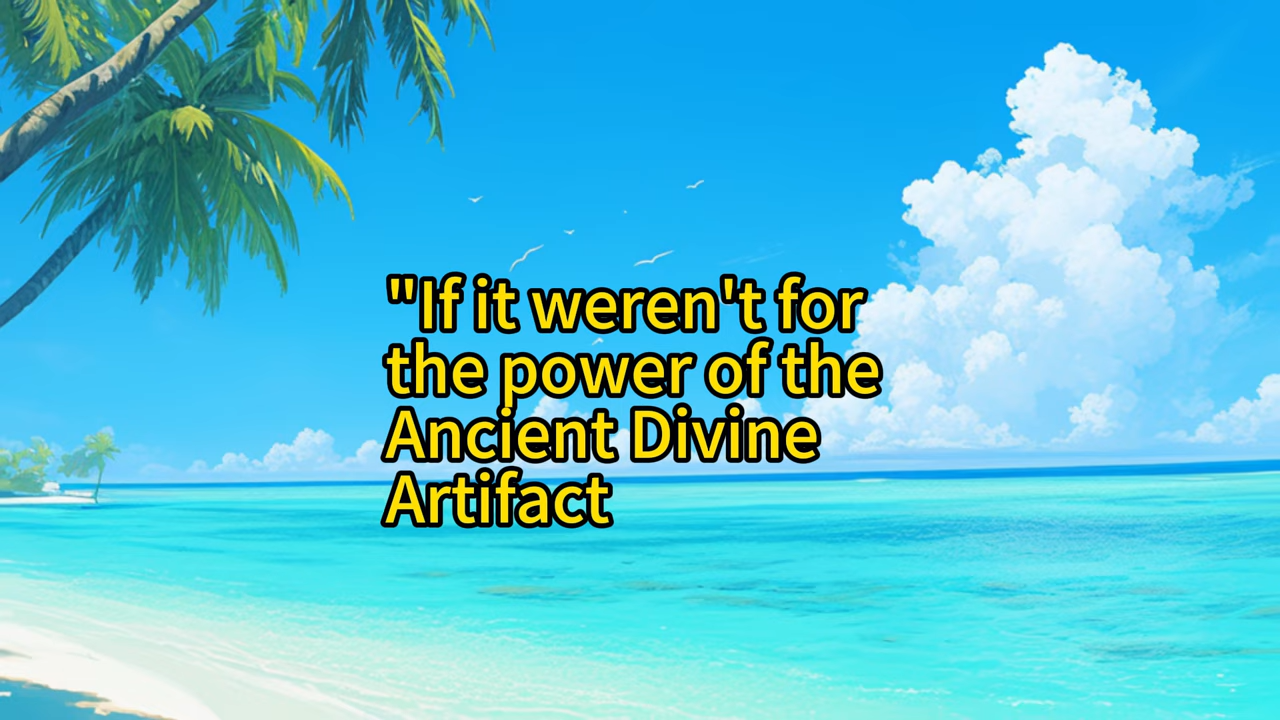 "If it weren't for
the power of the
Ancient Divine
Artifact